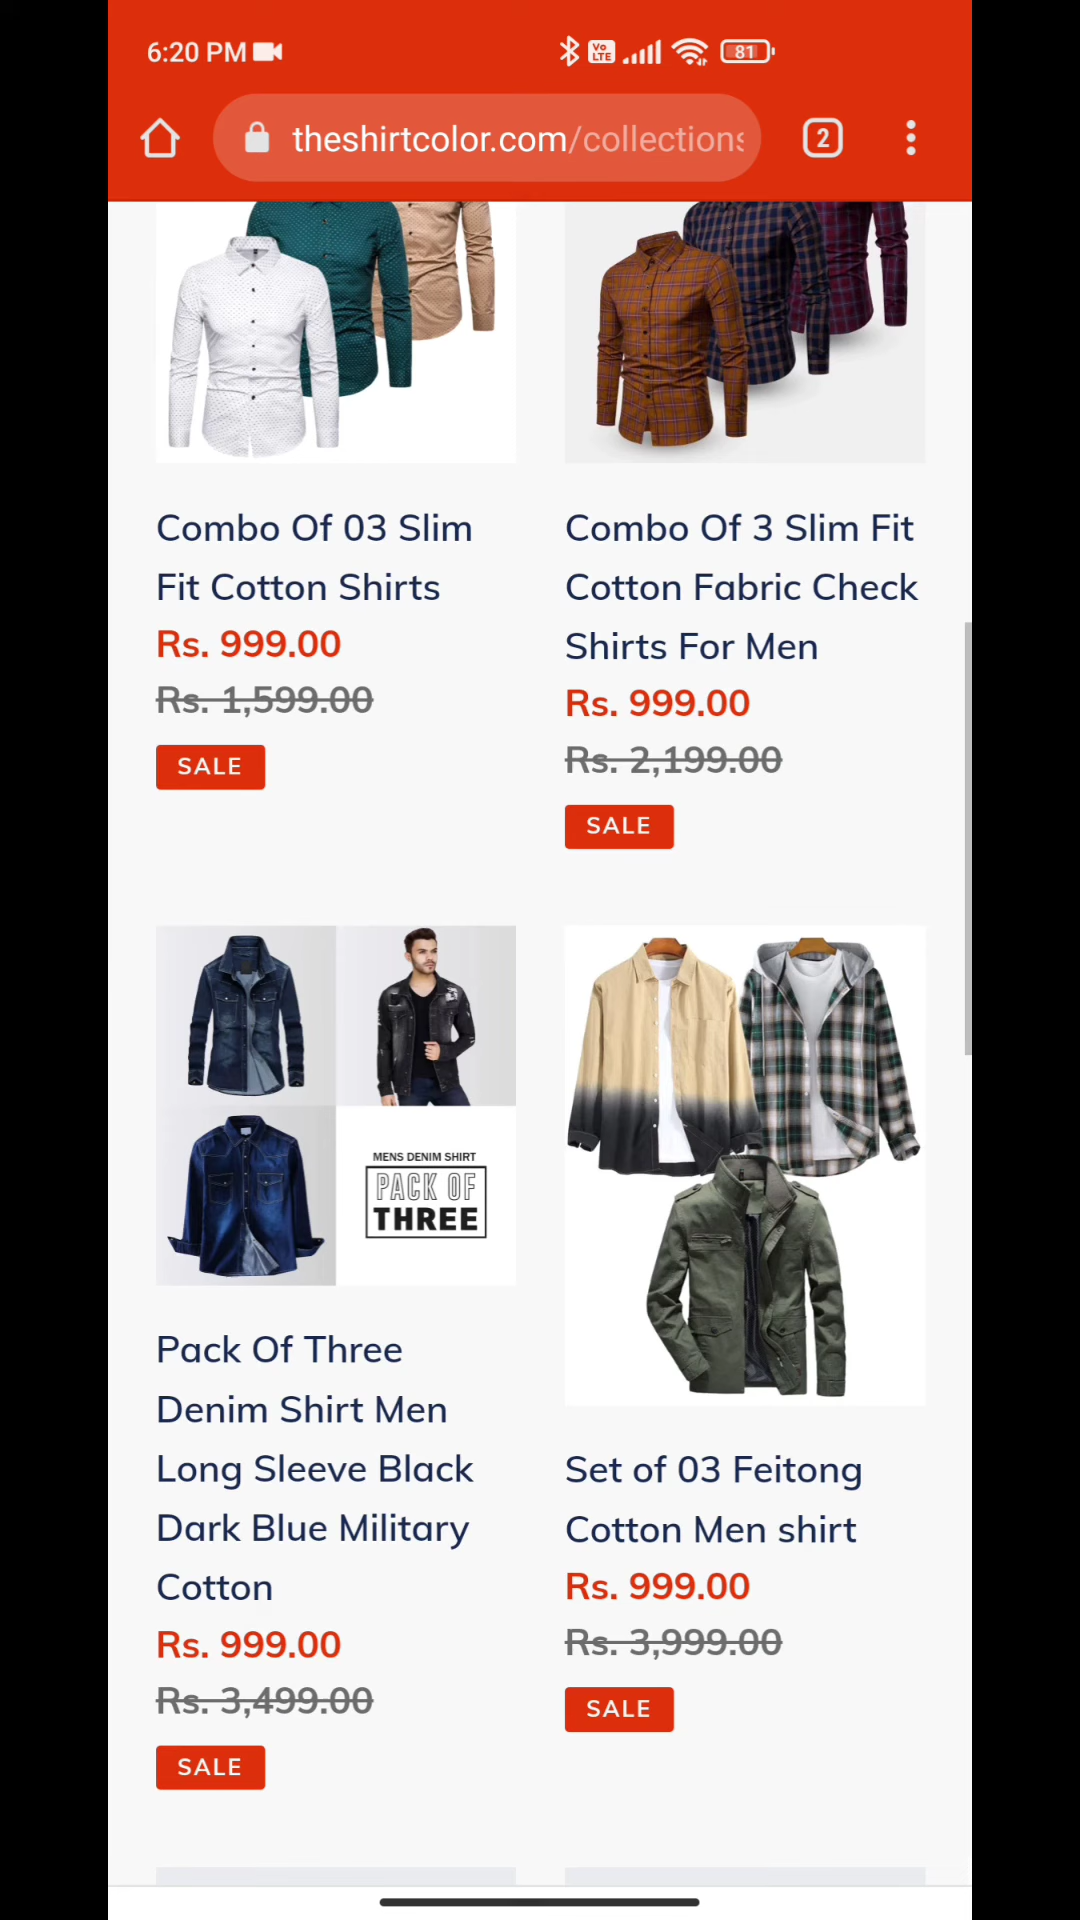 6:20 PM
Vo
LTE
81
theshirtcolor.com/collections
2
Combo Of 03 Slim
Fit Cotton Shirts
Rs. 999.00
Rs. 1,599.00
SALE
Combo Of 3 Slim Fit
Cotton Fabric Check
Shirts For Men
Rs. 999.00
Rs. 2,199.00
SALE
MENS DENIM SHIRT
PACK OF
THREE
Pack Of Three
Denim Shirt Men
Long Sleeve Black
Dark Blue Military
Cotton
Rs. 999.00
Rs. 3,499.00
SALE
Set of 03 Feitong
Cotton Men shirt
Rs. 999.00
Rs. 3,999.00
SALE